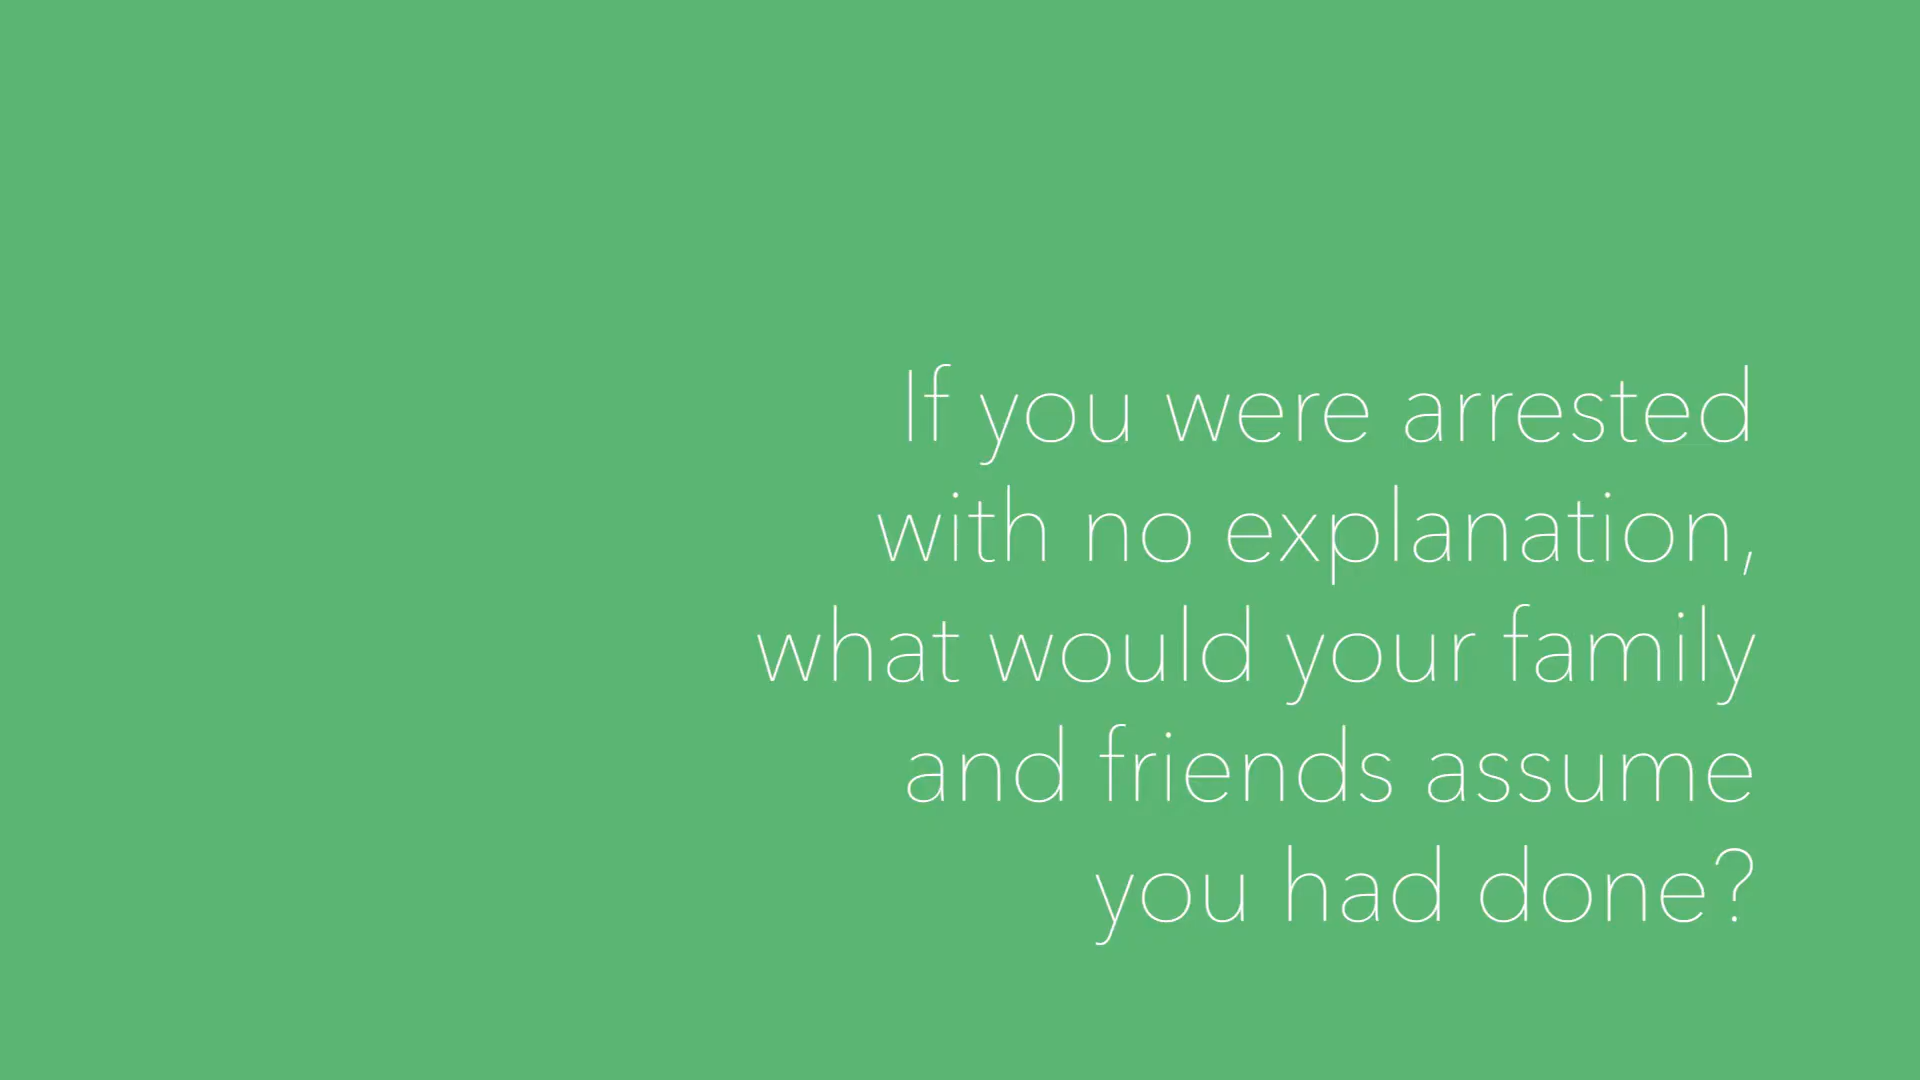 If you were arrested
with no explanation,
what would your family
and friends assume
you had done?